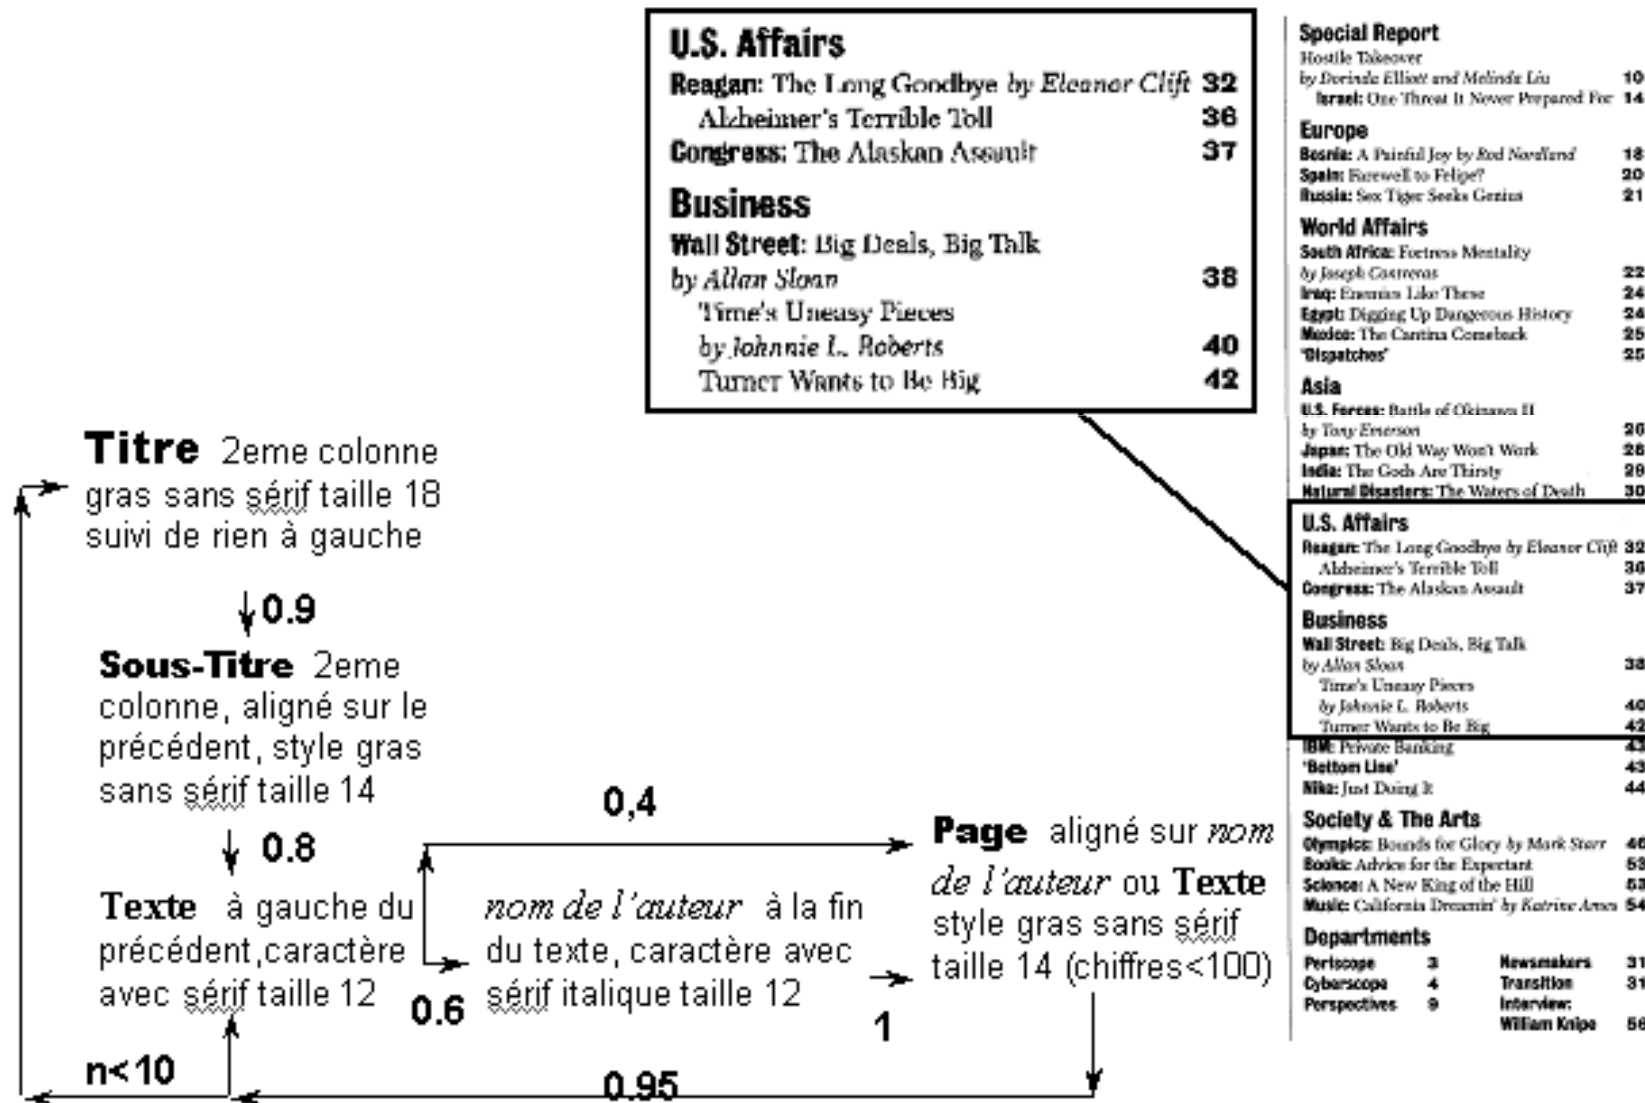 U.S. Affairs
Reagan: The Long Goodbye by Eleanor Clift 32
Alzheimer's Terrible Toll 36
Congress: The Alaskan Assault 37
Business
Wall Street: Big Deals, Big Talk
by Allan Sloan 38
Time's Uneasy Pieces
by Johnnie L. Roberts 40
Turner Wants to Be Big 42
Titre 2eme colonne
gras sans sérif taille 18
suivi de rien à gauche
0.9
Sous-Titre 2eme
colonne, aligné sur le
précédent, style gras
sans sérif taille 14
0.8
Texte à gauche du
précédent,caractère
avec sérif taille 12
0,4
0.6
nom de l'auteur à la fin
du texte, caractère avec
sérif italique taille 12
1
Page aligné sur nom
de l'auteur ou Texte
style gras sans sérif
taille 14 (chiffres<100)
n<10
0.95
Special Report
Hostile Takeover
by Dorinda Elliott and Melinda Liu 10
Israel: One Threat It Never Prepared For 14
Europe
Bosnia: A Painful Joy by Rod Nordland 18
Spain: Farewell to Felipe? 20
Russia: Sex Tiger Seeks Genius 21
World Affairs
South Africa: Fortress Mentality
by Joseph Contreras 22
Iraq: Enemies Like These 24
Egypt: Digging Up Dangerous History 24
Mexico: The Cantina Comeback 25
'Dispatches' 25
Asia
U.S. Forces: Battle of Okinawa II
by Tony Emerson 26
Japan: The Old Way Won't Work 28
India: The Gods Are Thirsty 29
Natural Disasters: The Waters of Death 30
U.S. Affairs
Reagan: The Long Goodbye by Eleanor Clift 32
Alzheimer's Terrible Toll 36
Congress: The Alaskan Assault 37
Business
Wall Street: Big Deals, Big Talk
by Allan Sloan 38
Time's Uneasy Pieces
by Johnnie L. Roberts 40
Turner Wants to Be Big 42
IBM: Private Banking 43
'Bottom Line' 43
Nike: Just Doing It 44
Society & The Arts
Olympics: Bounds for Glory by Mark Starr 46
Books: Advice for the Expectant 53
Science: A New King of the Hill 53
Music: California Dreamin' by Katrine Ames 54
Departments
Periscope 3 Newsmakers 31
Cyberscope 4 Transition 31
Perspectives 9 Interview:
William Knipe 56